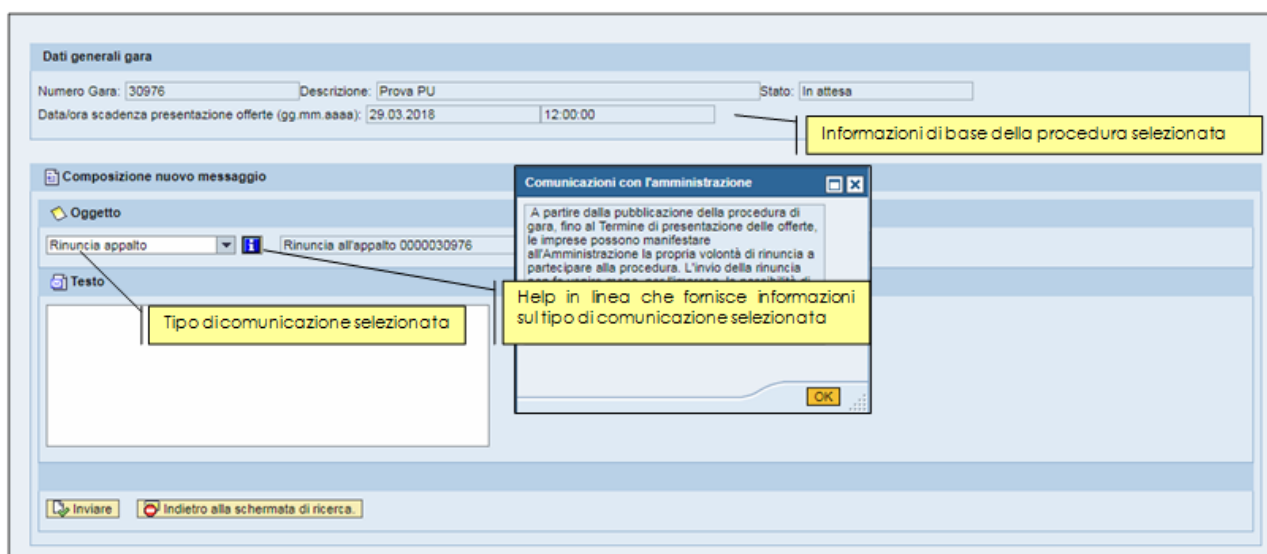 Dati generali gara
Numero Gara: 30976 Descrizione: Prova PU Stato: In attesa
Data/ora scadenza presentazione offerte (gg.mm.aaaa): 29.03.2018 12:00:00
Informazioni di base della procedura selezionata
Composizione nuovo messaggio
Oggetto
Rinuncia appalto Rinuncia all'appalto 0000030976
Testo
Tipo di comunicazione selezionata
Comunicazioni con l'amministrazione
A partire dalla pubblicazione della procedura di
gara, fino al Termine di presentazione delle offerte,
le imprese possono manifestare
all'Amministrazione la propria volontà di rinuncia a
partecipare alla procedura. L'invio della rinuncia
Help in linea che fornisce informazioni
sul tipo di comunicazione selezionata
OK
Inviare
Indietro alla schermata di ricerca.